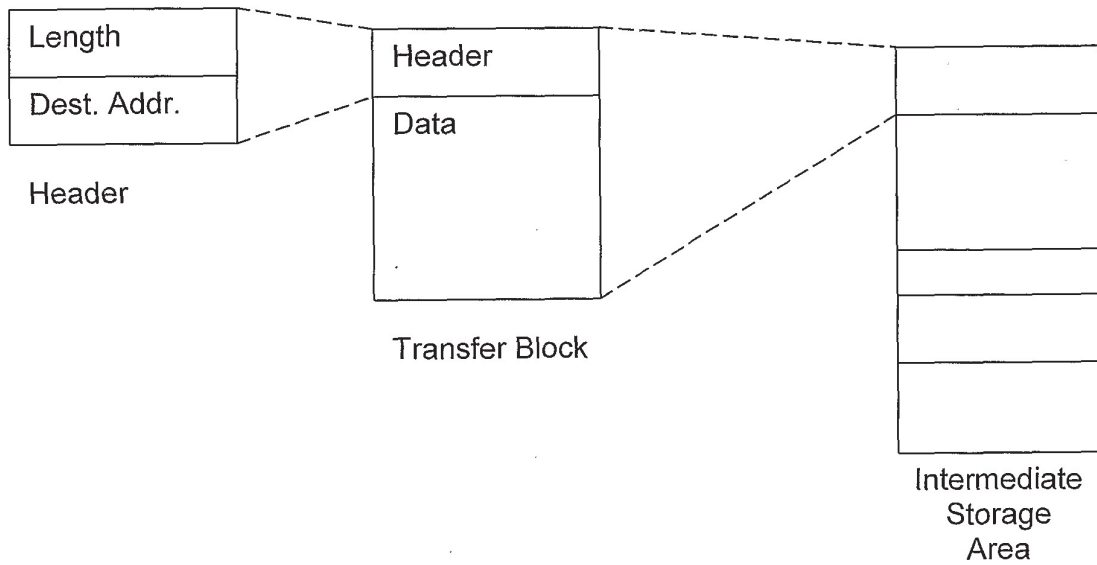 Length
Dest. Addr.
Header
Header
Data
Transfer Block
Intermediate
Storage
Area